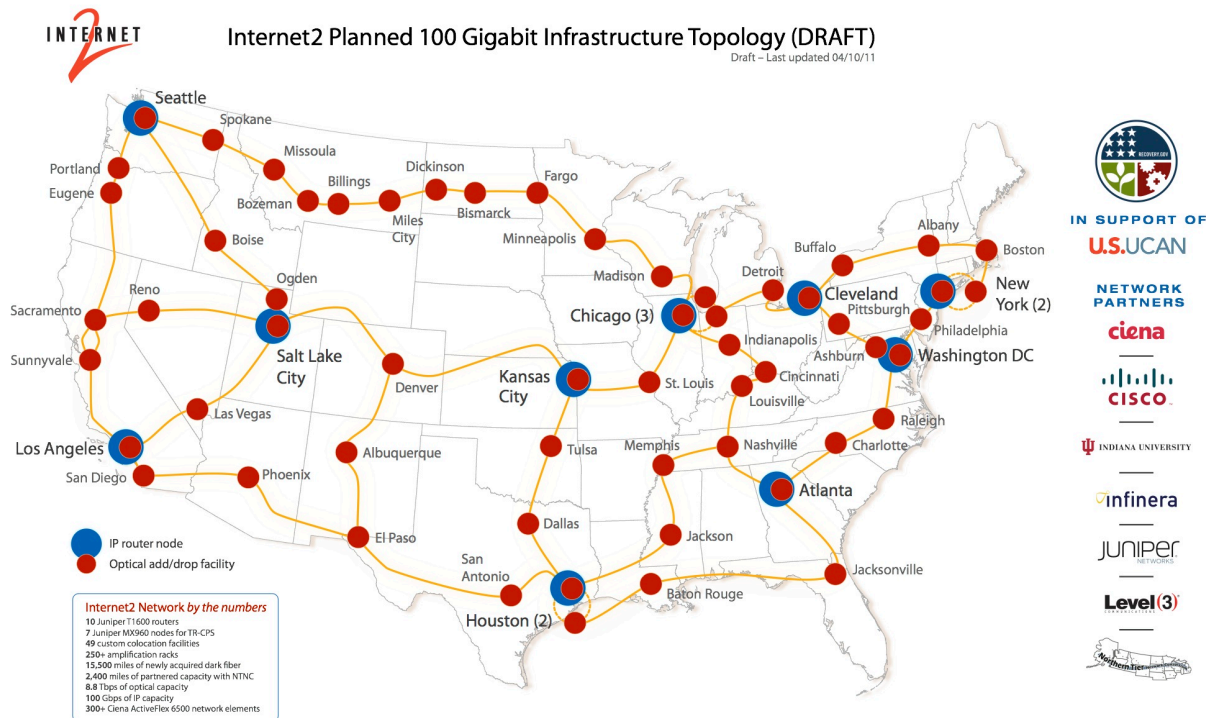 INTERNET
2
Internet2 Planned 100 Gigabit Infrastructure Topology (DRAFT)
Draft – Last updated 04/10/11
Seattle
Spokane
Portland
Eugene
Missoula
Bozeman
Billings
Miles
City
Dickinson
Bismarck
Fargo
Minneapolis
Madison
Boise
Ogden
Reno
Sacramento
Sunnyvale
Salt Lake
City
Las Vegas
Los Angeles
San Diego
Phoenix
Denver
Albuquerque
El Paso
Kansas
City
Tulsa
Dallas
San
Antonio
Houston (2)
Chicago (3)
St. Louis
Detroit
Indianapolis
Cincinnati
Louisville
Memphis
Nashville
Jackson
Baton Rouge
Jacksonville
Atlanta
Charlotte
Raleigh
Buffalo
Albany
Boston
Cleveland
Pittsburgh
New
York (2)
Philadelphia
Ashburn
Washington DC
IP router node
Optical add/drop facility
Internet2 Network by the numbers
10 Juniper T1600 routers
7 Juniper MX960 nodes for TR-CPS
49 custom colocation facilities
250+ amplification racks
15,500 miles of newly acquired dark fiber
2,400 miles of partnered capacity with NTNC
8.8 Tbps of optical capacity
100 Gbps of IP capacity
300+ Ciena ActiveFlex 6500 network elements
RECOVERY.GOV
IN SUPPORT OF
U.S.UCAN
NETWORK
PARTNERS
ciena
CISCO
INDIANA UNIVERSITY
infinera
JUNIPER
NETWORKS
Level(3)
COMMUNICATIONS
Northern Tier